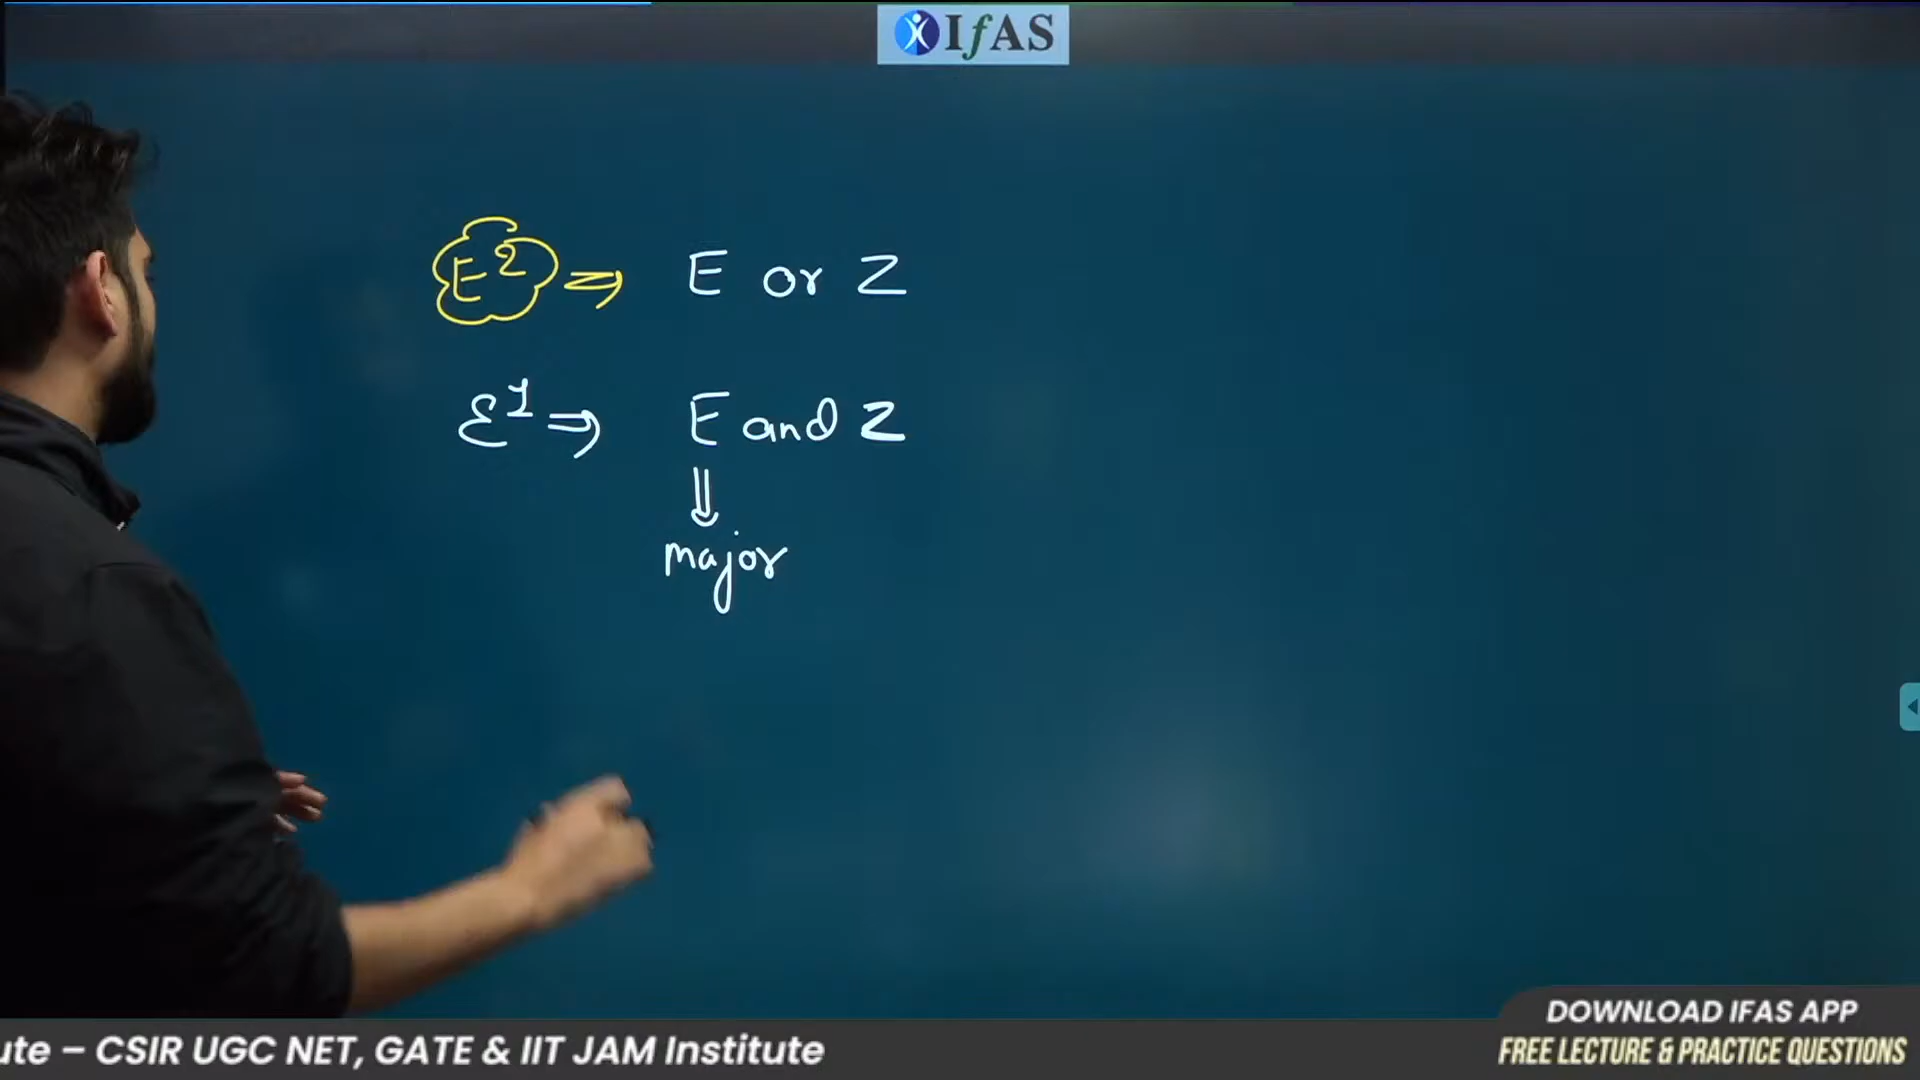 IfAS
E² ⇒ E or Z
E¹ ⇒ E and Z
⇓
major
DOWNLOAD IFAS APP
ute – CSIR UGC NET, GATE & IIT JAM Institute
FREE LECTURE & PRACTICE QUESTIONS